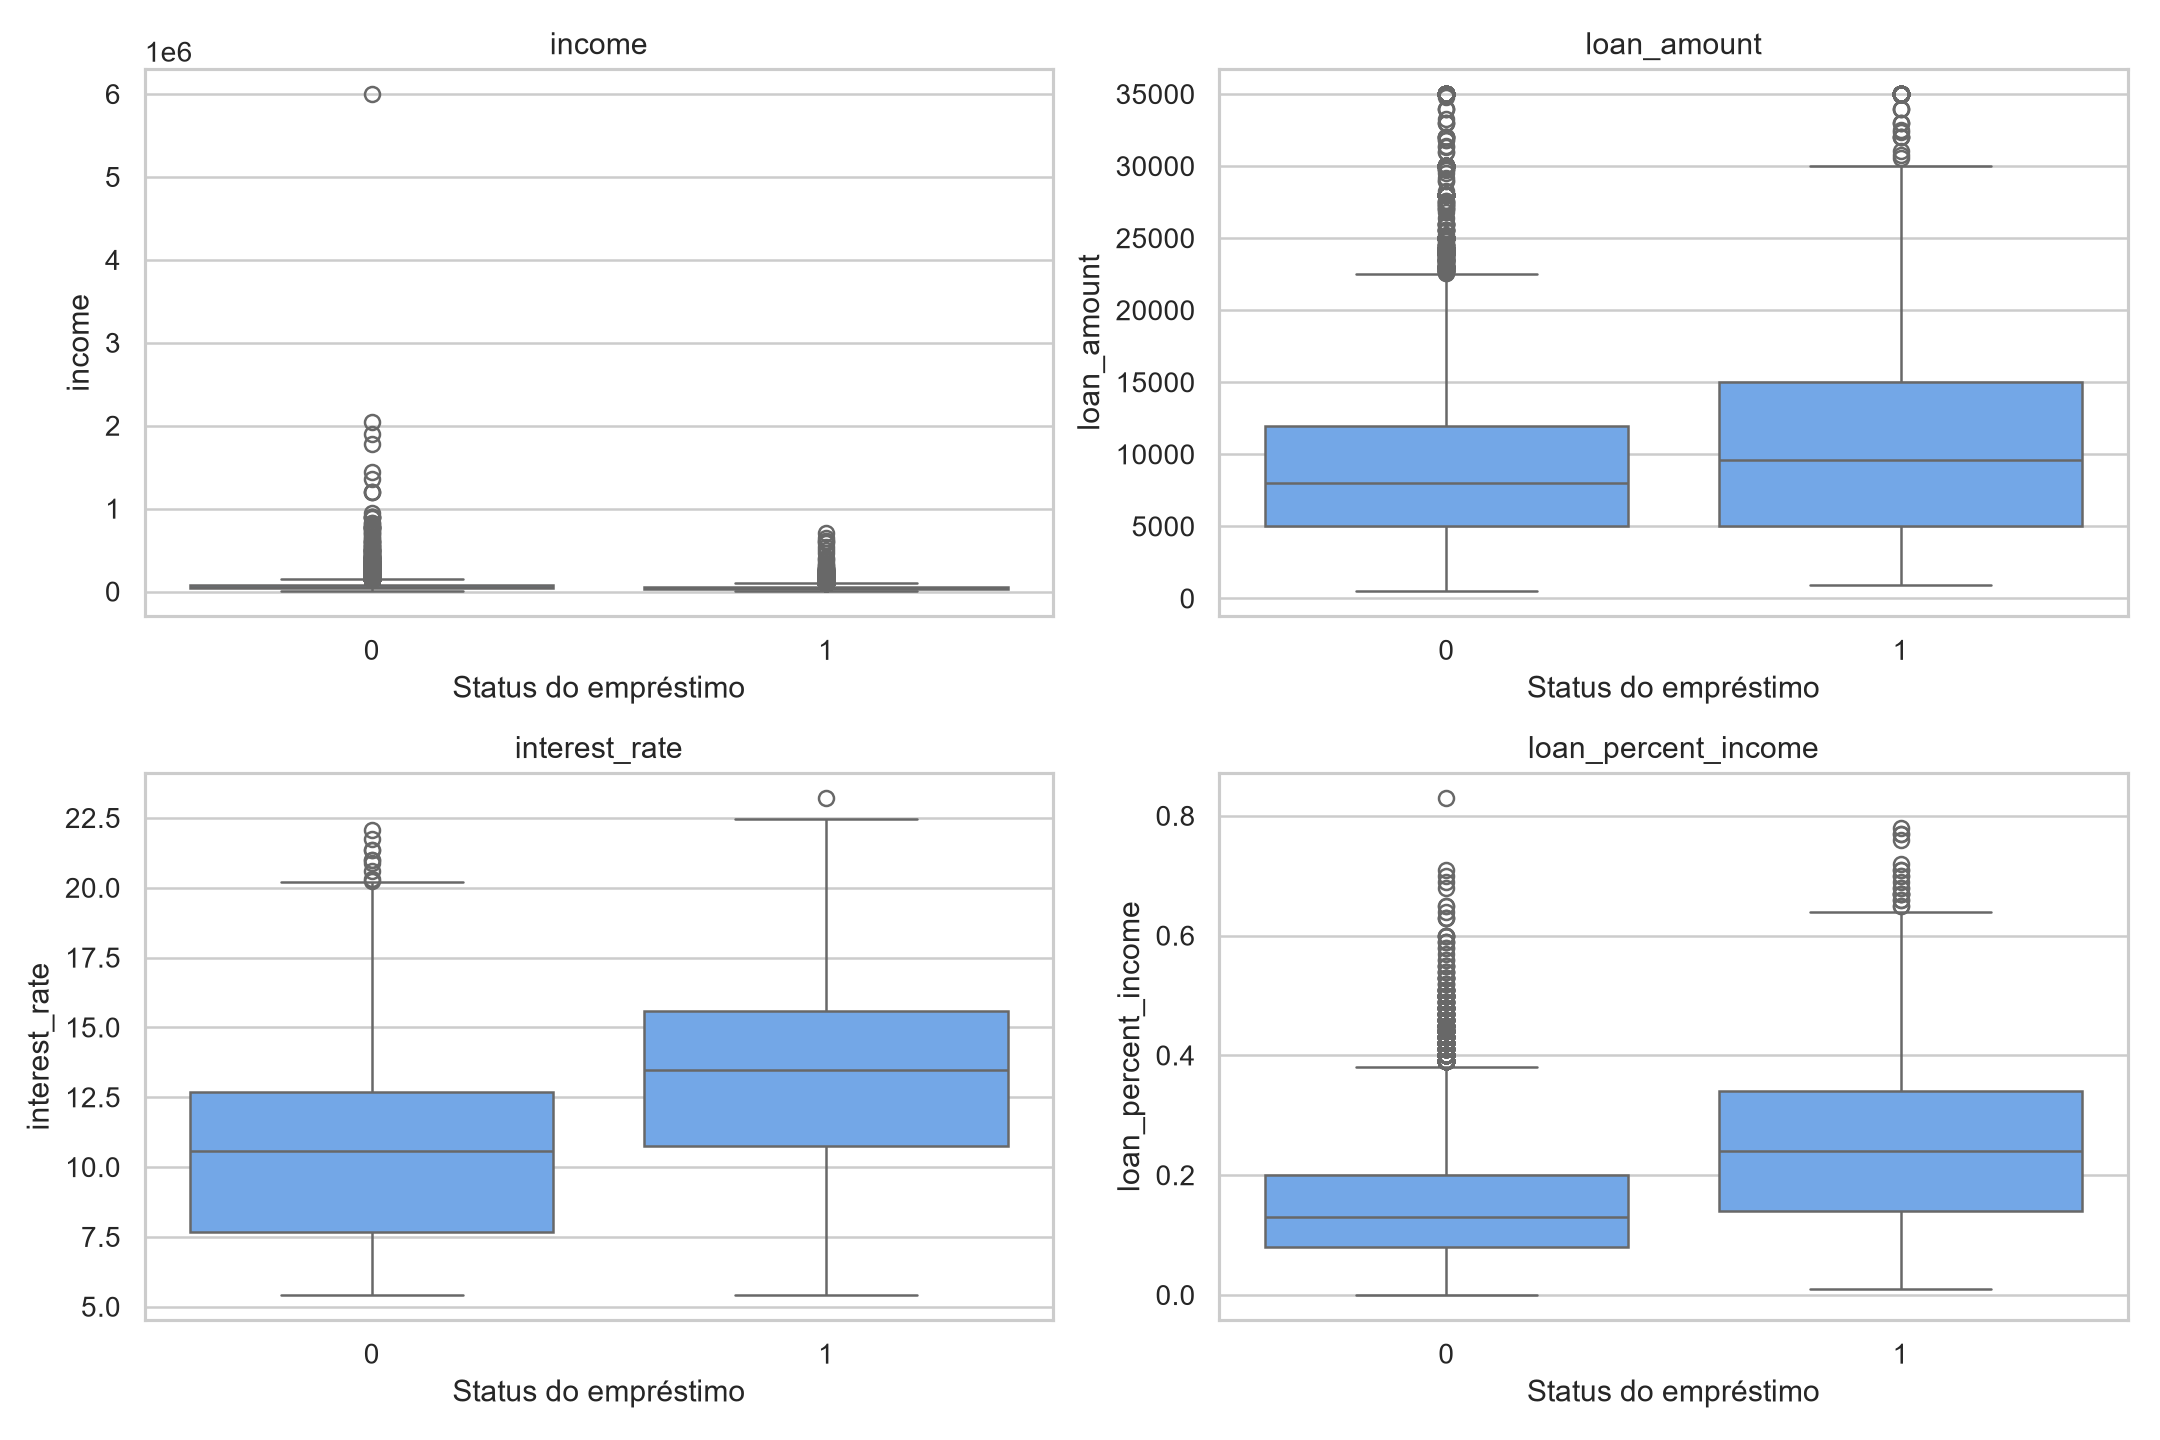 income
1e6
6
5
4
3
2
1
0
income
0 1
Status do empréstimo
loan_amount
35000
30000
25000
20000
15000
10000
5000
0
loan_amount
0 1
Status do empréstimo
interest_rate
22.5
20.0
17.5
15.0
12.5
10.0
7.5
5.0
interest_rate
0 1
Status do empréstimo
loan_percent_income
0.8
0.6
0.4
0.2
0.0
loan_percent_income
0 1
Status do empréstimo